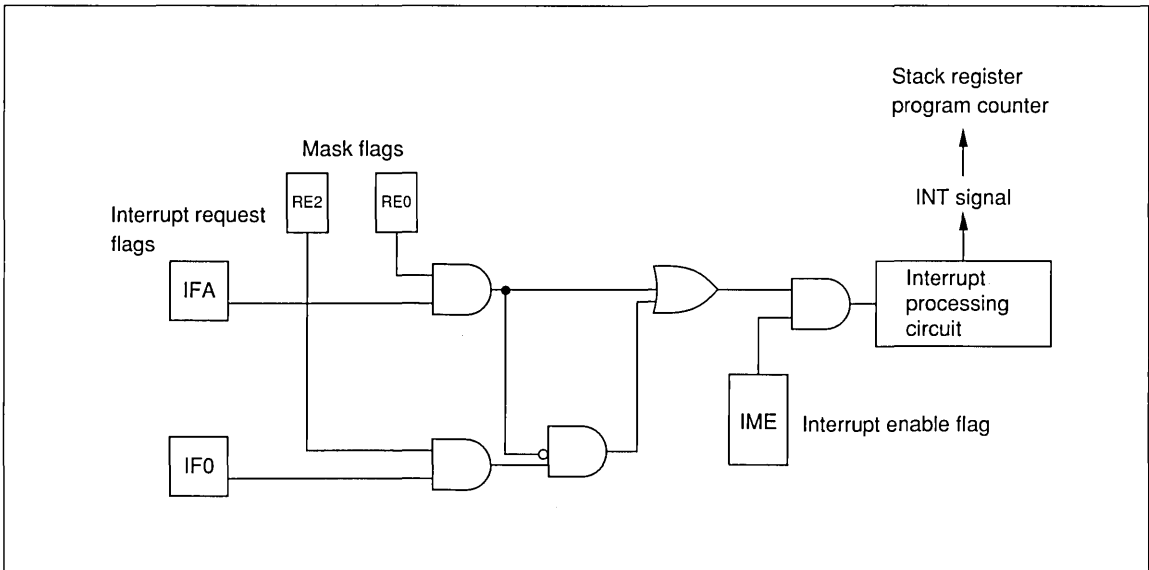 Stack register
program counter
Mask flags
INT signal
RE2
RE0
Interrupt request
flags
IFA
Interrupt
processing
circuit
IME
Interrupt enable flag
IF0